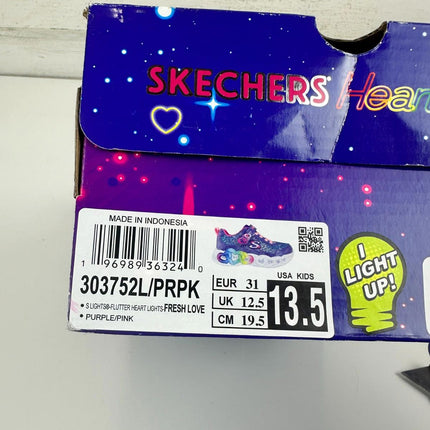 SKECHERS Hear
MADE IN INDONESIA
1 96989 36324 0
303752L/PRPK
• S LIGHTS®-FLUTTER HEART LIGHTS-FRESH LOVE
• PURPLE/PINK
EUR 31
UK 12.5
CM 19.5
USA KIDS
13.5
I
LIGHT
UP!